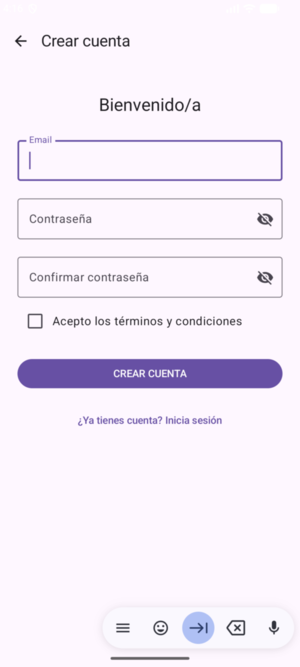 Crear cuenta
Bienvenido/a
Email
Contraseña
Confirmar contraseña
Acepto los términos y condiciones
CREAR CUENTA
¿Ya tienes cuenta? Inicia sesión